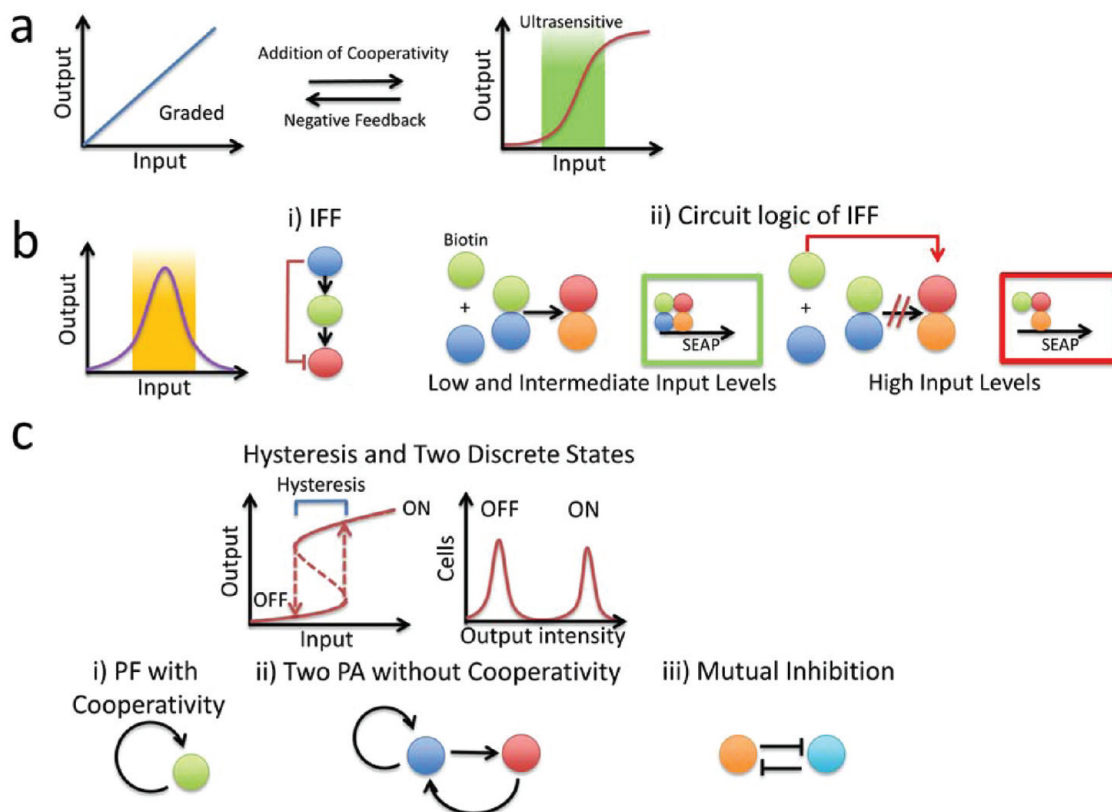 a
Output
Graded
Input
Addition of Cooperativity
Negative Feedback
Ultrasensitive
Output
Input
b
Output
Input
i) IFF
ii) Circuit logic of IFF
Biotin
+
SEAP
Low and Intermediate Input Levels
+
SEAP
High Input Levels
c
Hysteresis and Two Discrete States
Hysteresis
ON
OFF
Output
Input
OFF
ON
Cells
Output intensity
i) PF with
Cooperativity
ii) Two PA without Cooperativity
iii) Mutual Inhibition